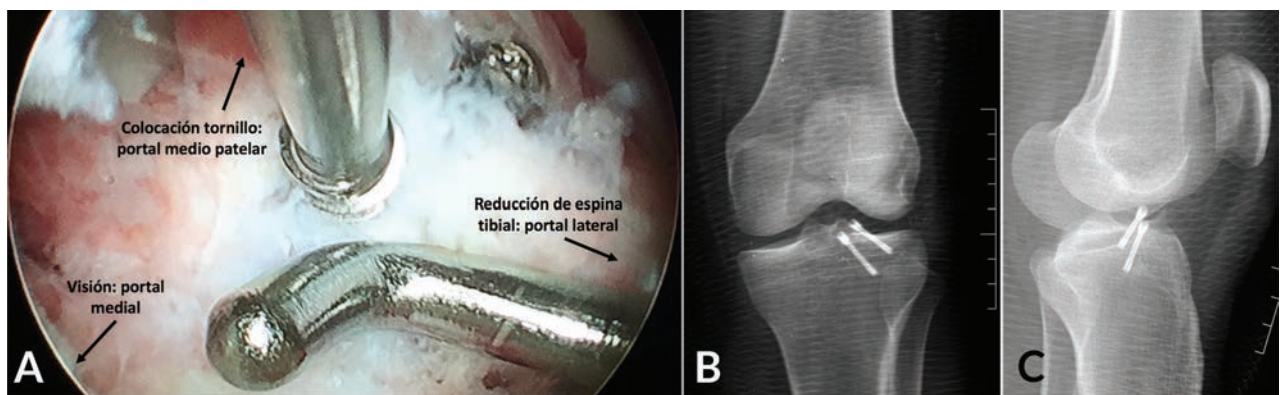 Colocación tornillo:
portal medio patelar
Reducción de espina
tibial: portal lateral
Visión: portal
medial
A
B
C